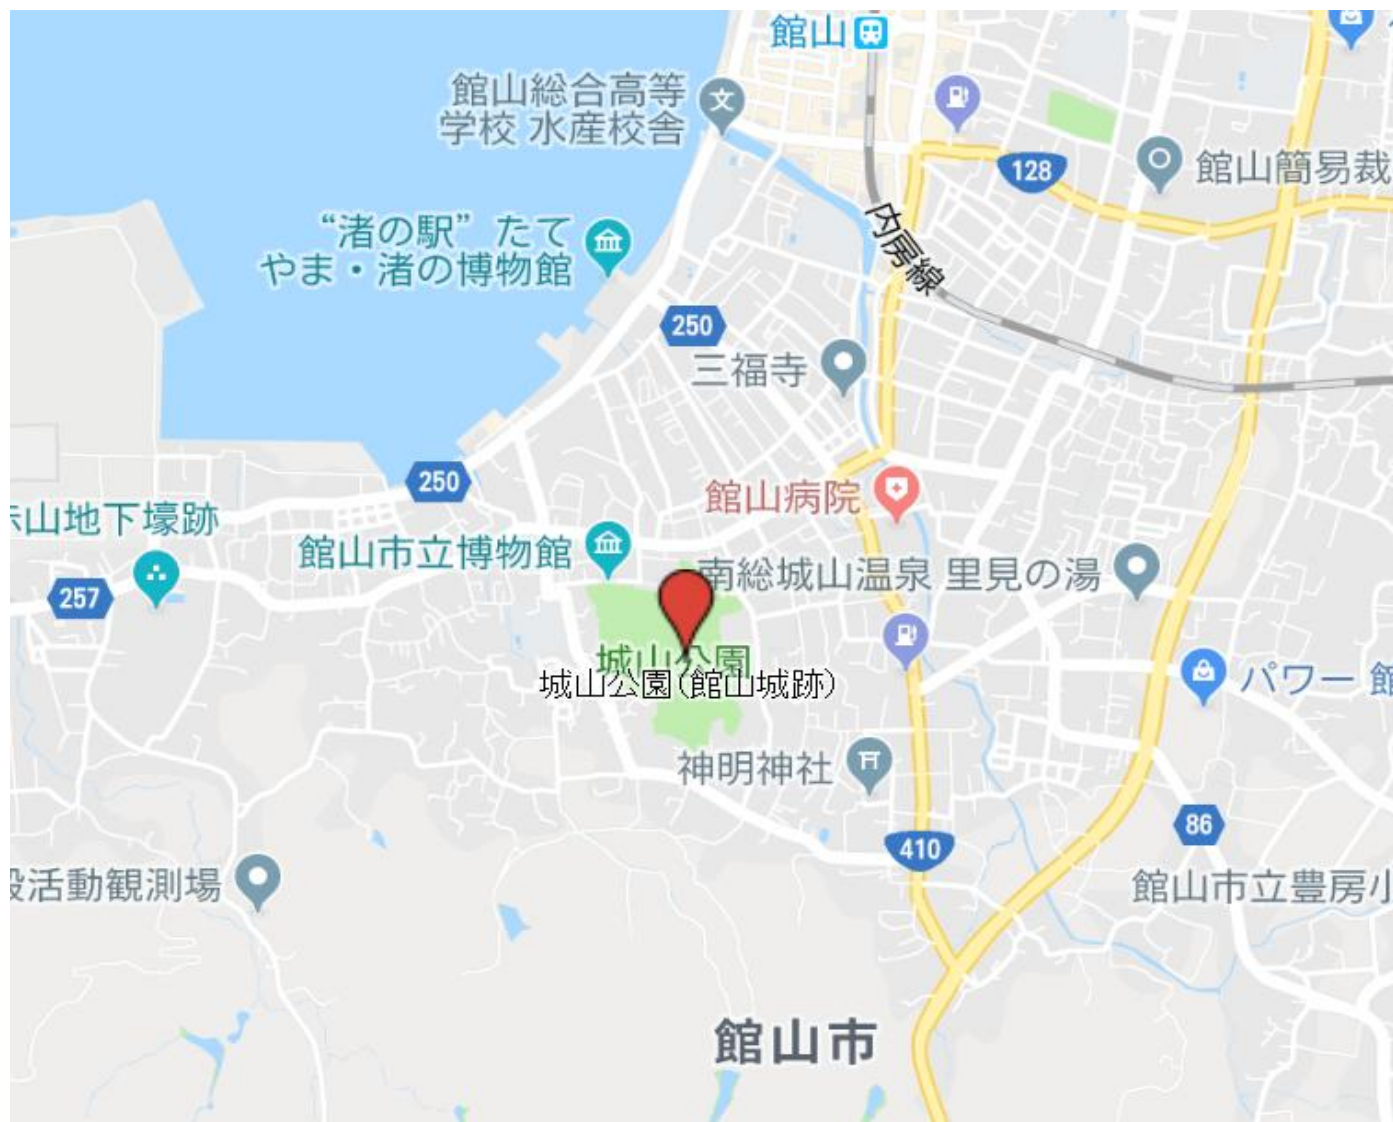 館山
館山総合高等
学校 水産校舎
128
館山簡易裁
“渚の駅” たて
やま・渚の博物館
内房線
250
三福寺
250
館山病院
山地下壕跡
館山市立博物館
南総城山温泉 里見の湯
257
城山公園
城山公園(館山城跡)
パワー 館
神明神社
86
410
活動観測場
館山市立豊房小
館山市